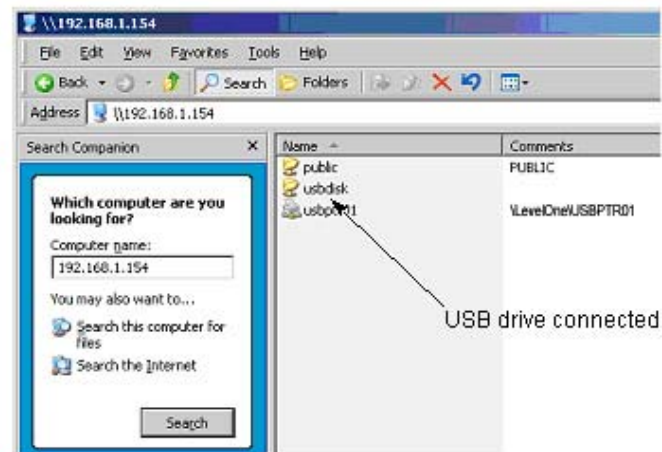 \\192.168.1.154
File Edit View Favorites Tools Help
Back Search Folders
Address \\192.168.1.154
Search Companion
Name Comments
public PUBLIC
usbdisk
\LevelOne\USBPTR01
Which computer are you
looking for?
Computer name:
192.168.1.154
You may also want to...
Search this computer for
files
Search the Internet
Search
USB drive connected